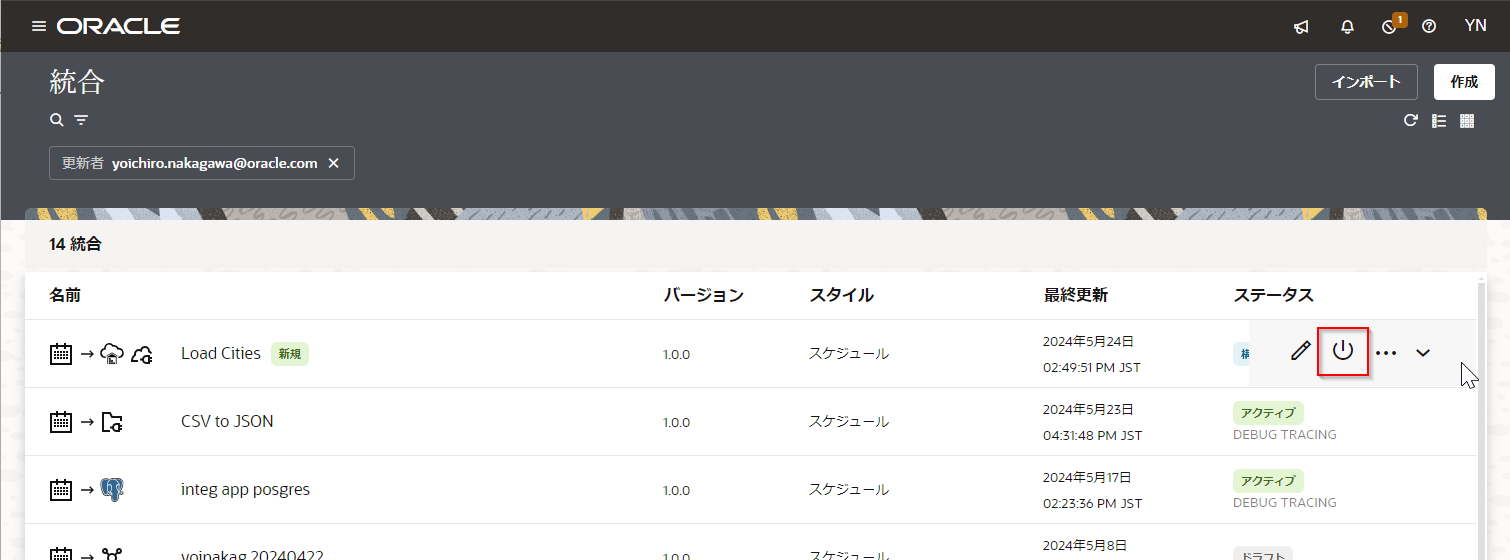 ORACLE
1
YN
統合
インポート
作成
更新者 yoichiro.nakagawa@oracle.com
14 統合
名前 バージョン スタイル 最終更新 ステータス
Load Cities 新規 1.0.0 スケジュール 2024年5月24日
02:49:51 PM JST
CSV to JSON 1.0.0 スケジュール 2024年5月23日 アクティブ
04:31:48 PM JST DEBUG TRACING
integ app posgres 1.0.0 スケジュール 2024年5月17日 アクティブ
02:23:36 PM JST DEBUG TRACING
yoinakag 20240422 1.0.0 スケジュール 2024年5月8日 ドラフト